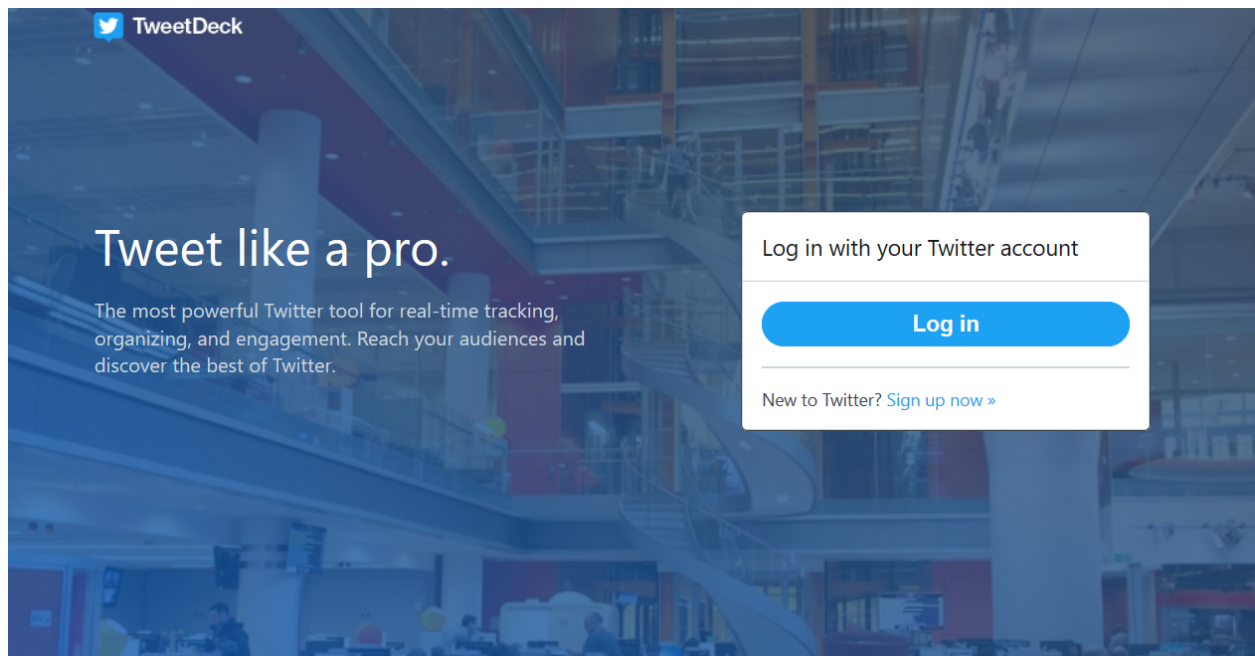 TweetDeck
Tweet like a pro.
The most powerful Twitter tool for real-time tracking,
organizing, and engagement. Reach your audiences and
discover the best of Twitter.
Log in with your Twitter account
Log in
New to Twitter? Sign up now »